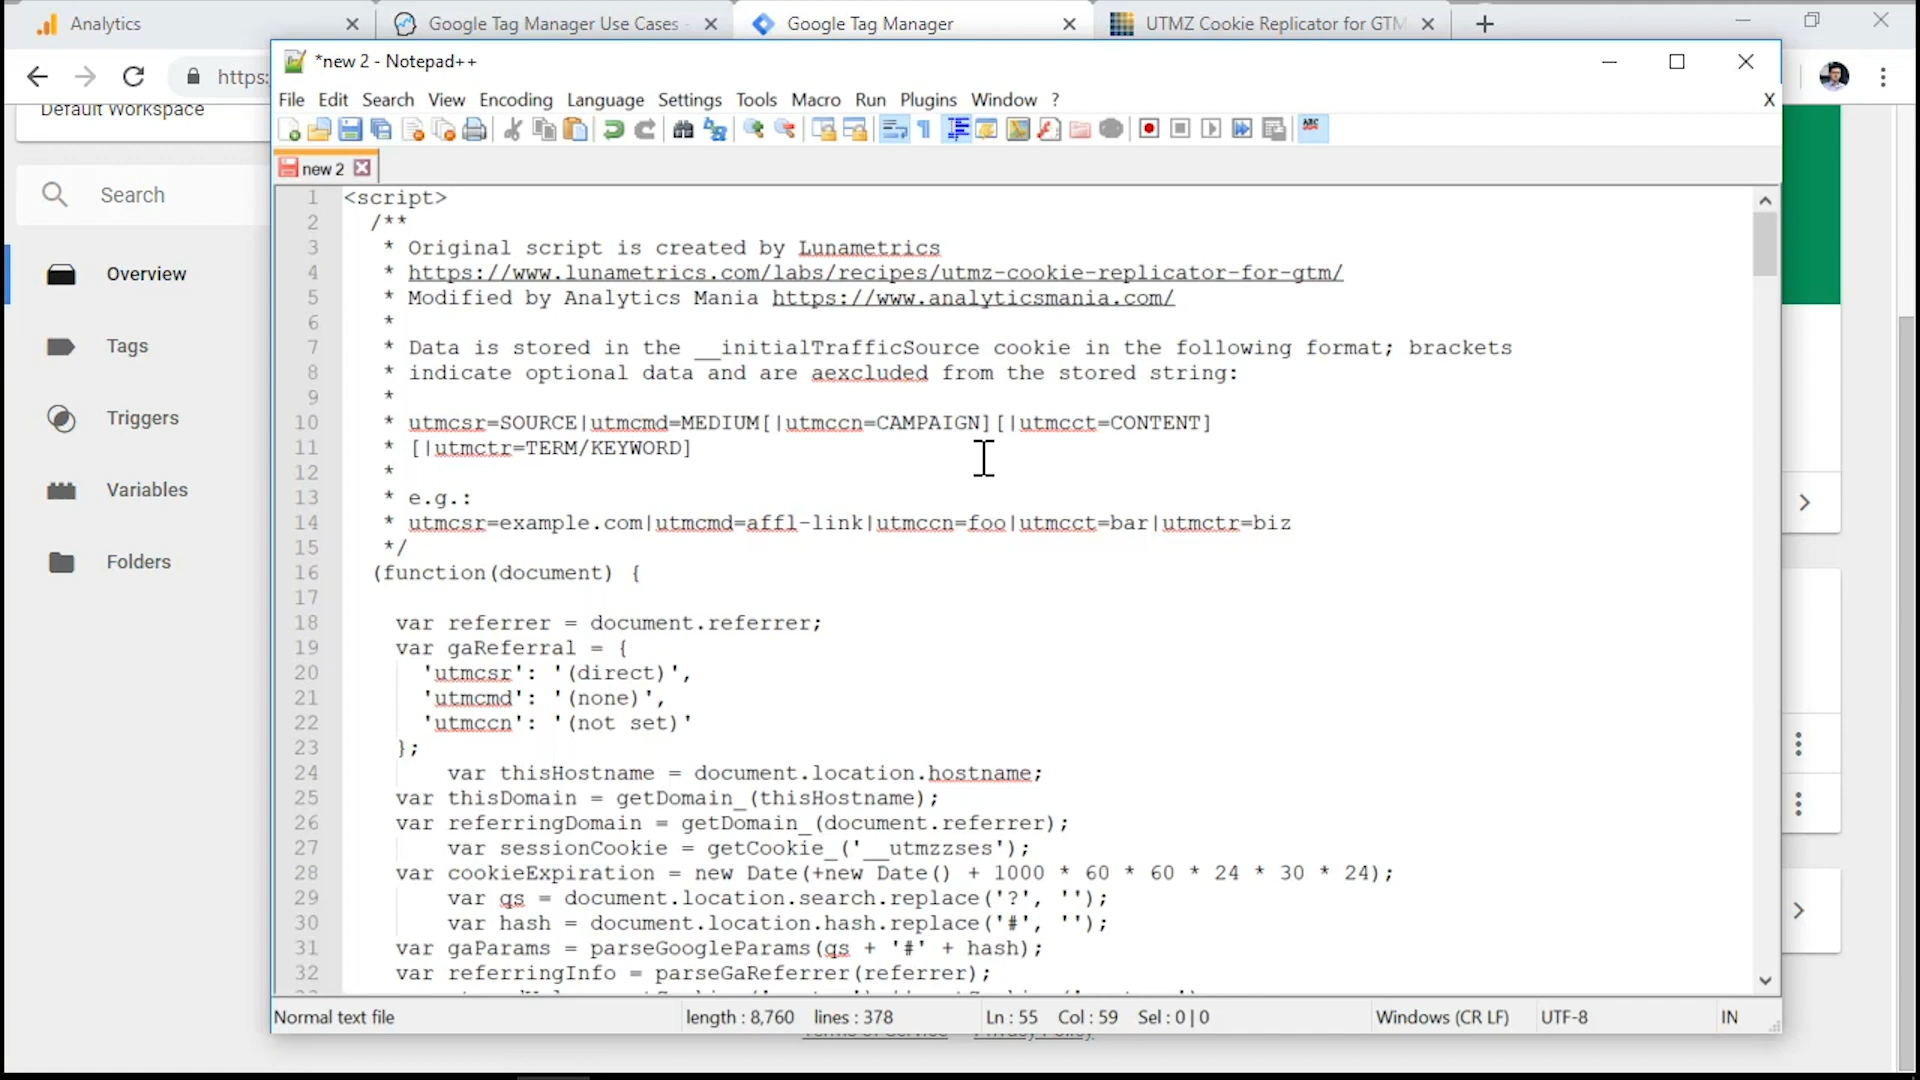 Analytics
Google Tag Manager Use Cases -
Google Tag Manager
UTMZ Cookie Replicator for GTM
https:
Default Workspace
Search
Overview
Tags
Triggers
Variables
Folders
*new 2 - Notepad++
File Edit Search View Encoding Language Settings Tools Macro Run Plugins Window ?
X
ABC
new 2
1 <script>
2 /**
3 * Original script is created by Lunametrics
4 * https://www.lunametrics.com/labs/recipes/utmz-cookie-replicator-for-gtm/
5 * Modified by Analytics Mania https://www.analyticsmania.com/
6 *
7 * Data is stored in the __initialTrafficSource cookie in the following format; brackets
8 * indicate optional data and are aexcluded from the stored string:
9 *
10 * utmcsr=SOURCE|utmcmd=MEDIUM[|utmccn=CAMPAIGN][|utmcct=CONTENT]
11 * [|utmctr=TERM/KEYWORD]
12 *
13 * e.g.:
14 * utmcsr=example.com|utmcmd=affl-link|utmccn=foo|utmcct=bar|utmctr=biz
15 */
16 (function(document) {
17
18 var referrer = document.referrer;
19 var gaReferral = {
20 'utmcsr': '(direct)',
21 'utmcmd': '(none)',
22 'utmccn': '(not set)'
23 };
24 var thisHostname = document.location.hostname;
25 var thisDomain = getDomain_(thisHostname);
26 var referringDomain = getDomain_(document.referrer);
27 var sessionCookie = getCookie_('__utmzzses');
28 var cookieExpiration = new Date(+new Date() + 1000 * 60 * 60 * 24 * 30 * 24);
29 var qs = document.location.search.replace('?', '');
30 var hash = document.location.hash.replace('#', '');
31 var gaParams = parseGoogleParams(qs + '#' + hash);
32 var referringInfo = parseGaReferrer(referrer);
Normal text file length : 8,760 lines : 378 Ln : 55 Col : 59 Sel : 0 | 0 Windows (CR LF) UTF-8 IN
Terms of Service Privacy Policy